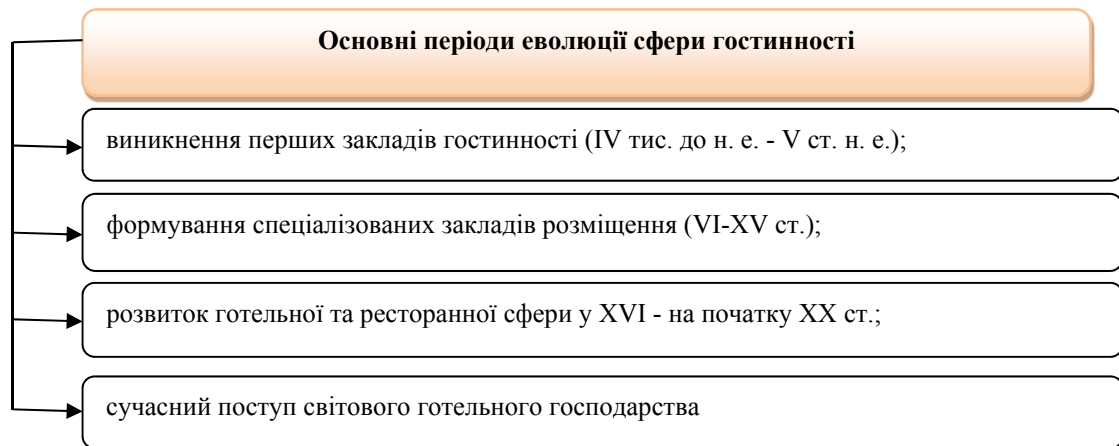 Основні періоди еволюції сфери гостинності
виникнення перших закладів гостинності (IV тис. до н. е. - V ст. н. е.);
формування спеціалізованих закладів розміщення (VI-XV ст.);
розвиток готельної та ресторанної сфери у XVI - на початку XX ст.;
сучасний поступ світового готельного господарства